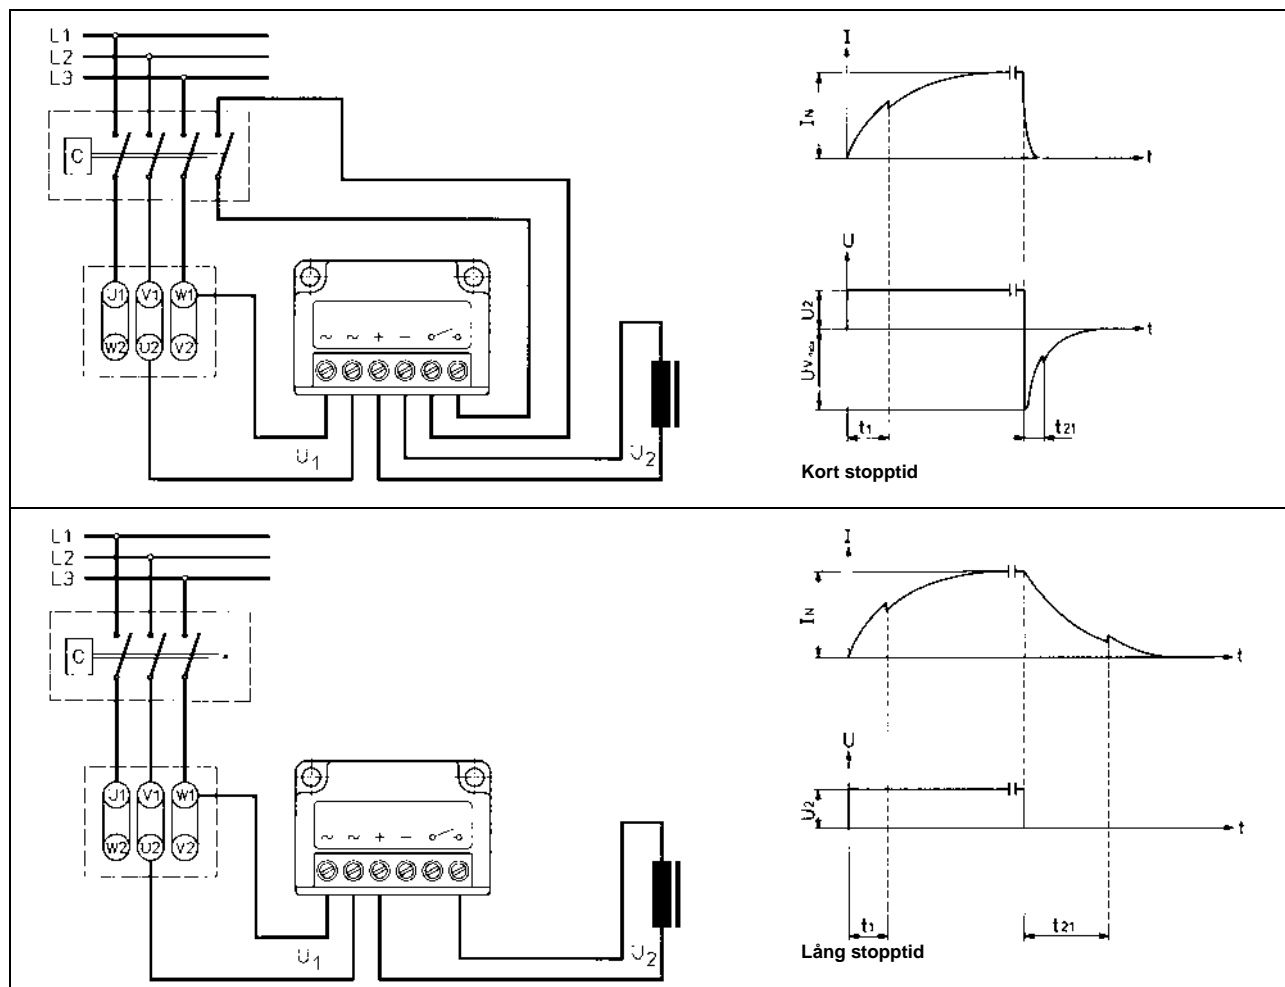 L1
L2
L3
C
U1 V1 W1
W2 U2 V2
~ ~ + −
U1
U2
I
IN
t
U
U2
UVmax
t
t1
t21
Kort stopptid
L1
L2
L3
C
U1 V1 W1
W2 U2 V2
~ ~ + −
U1
U2
I
IN
t
U
U2
t
t1
t21
Lång stopptid